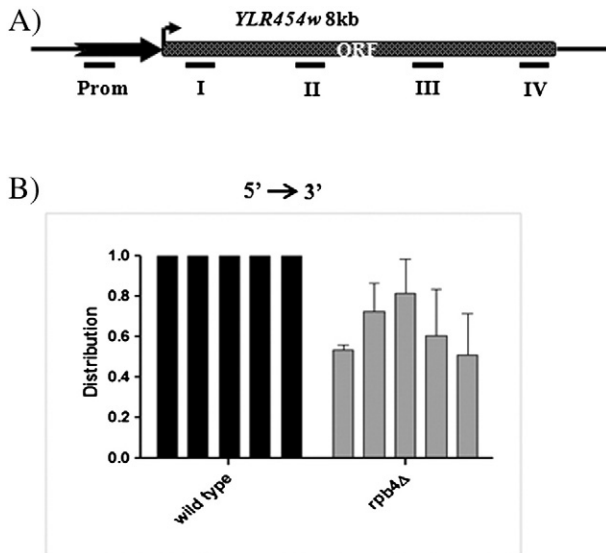 A)
YLR454w 8kb
ORF
Prom I II III IV
B)
5' → 3'
Distribution
1.0
0.8
0.6
0.4
0.2
0.0
wild type
rpb4Δ